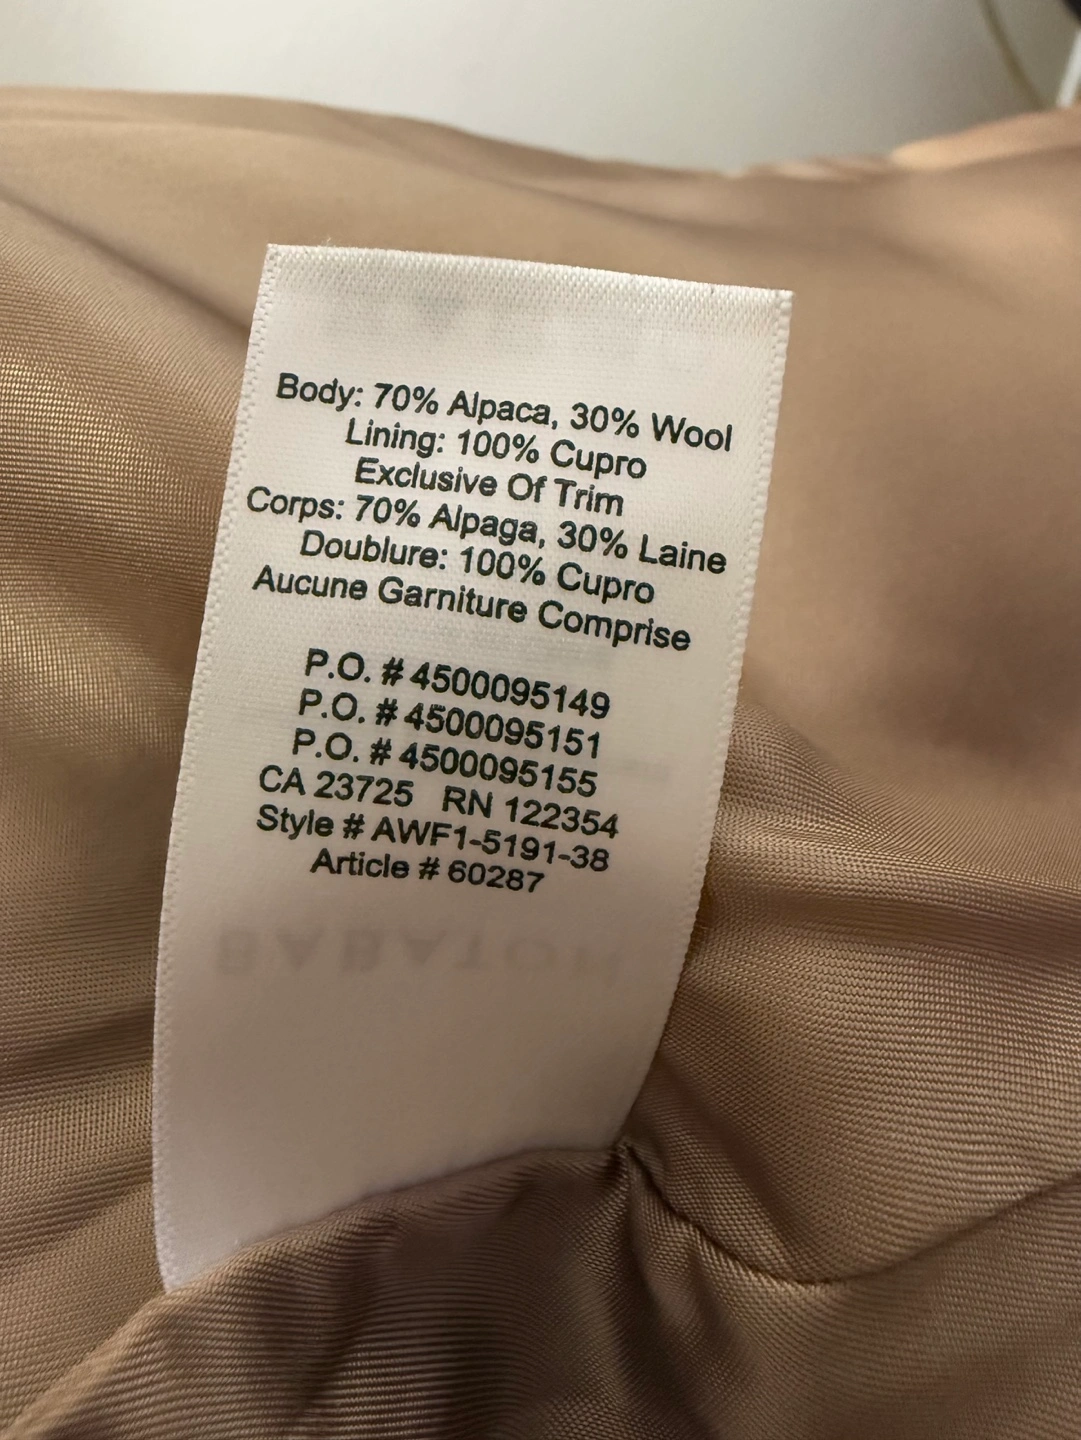 Body: 70% Alpaca, 30% Wool
Lining: 100% Cupro
Exclusive Of Trim
Corps: 70% Alpaga, 30% Laine
Doublure: 100% Cupro
Aucune Garniture Comprise
P.O. # 4500095149
P.O. # 4500095151
P.O. # 4500095155
CA 23725 RN 122354
Style # AWF1-5191-38
Article # 60287
BABATON